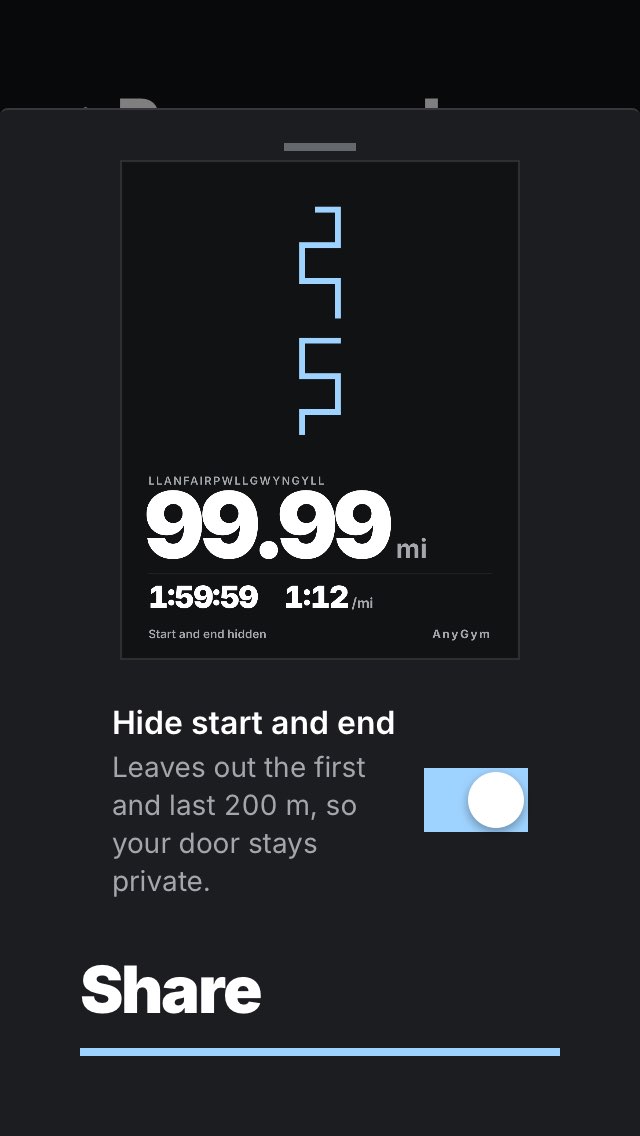 LLANFAIRPWLLGWYNGYLL
99.99 mi
1:59:59 1:12 /mi
Start and end hidden AnyGym
Hide start and end
Leaves out the first
and last 200 m, so
your door stays
private.
Share